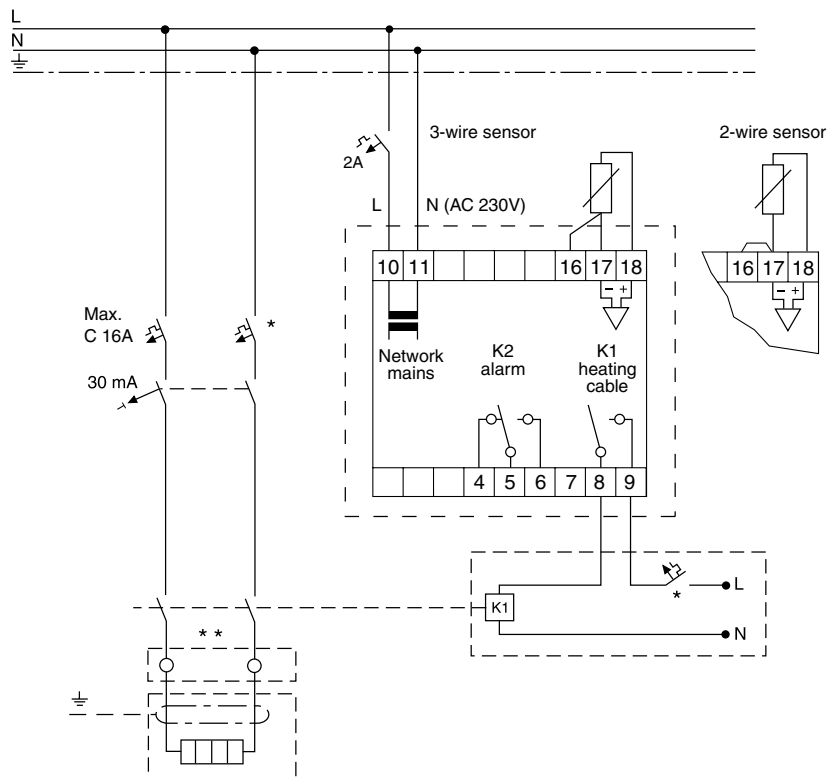 L
N
3-wire sensor
2-wire sensor
2A
L
N (AC 230V)
10 11 16 17 18
16 17 18
- +
- +
Max.
C 16A
*
Network
mains
K2
alarm
K1
heating
cable
30 mA
4 5 6 7 8 9
*
L
K1
N
* *